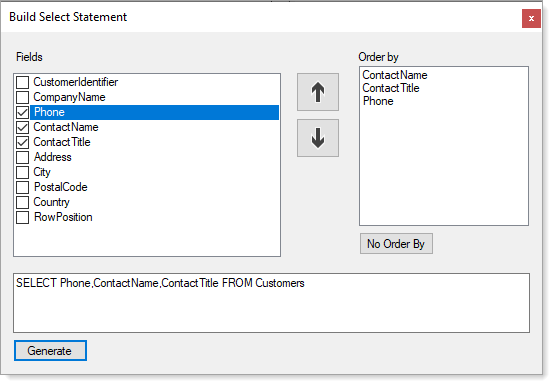 Build Select Statement
x
Fields
CustomerIdentifier
CompanyName
Phone
ContactName
ContactTitle
Address
City
PostalCode
Country
RowPosition
Order by
ContactName
ContactTitle
Phone
No Order By
SELECT Phone,ContactName,ContactTitle FROM Customers
Generate